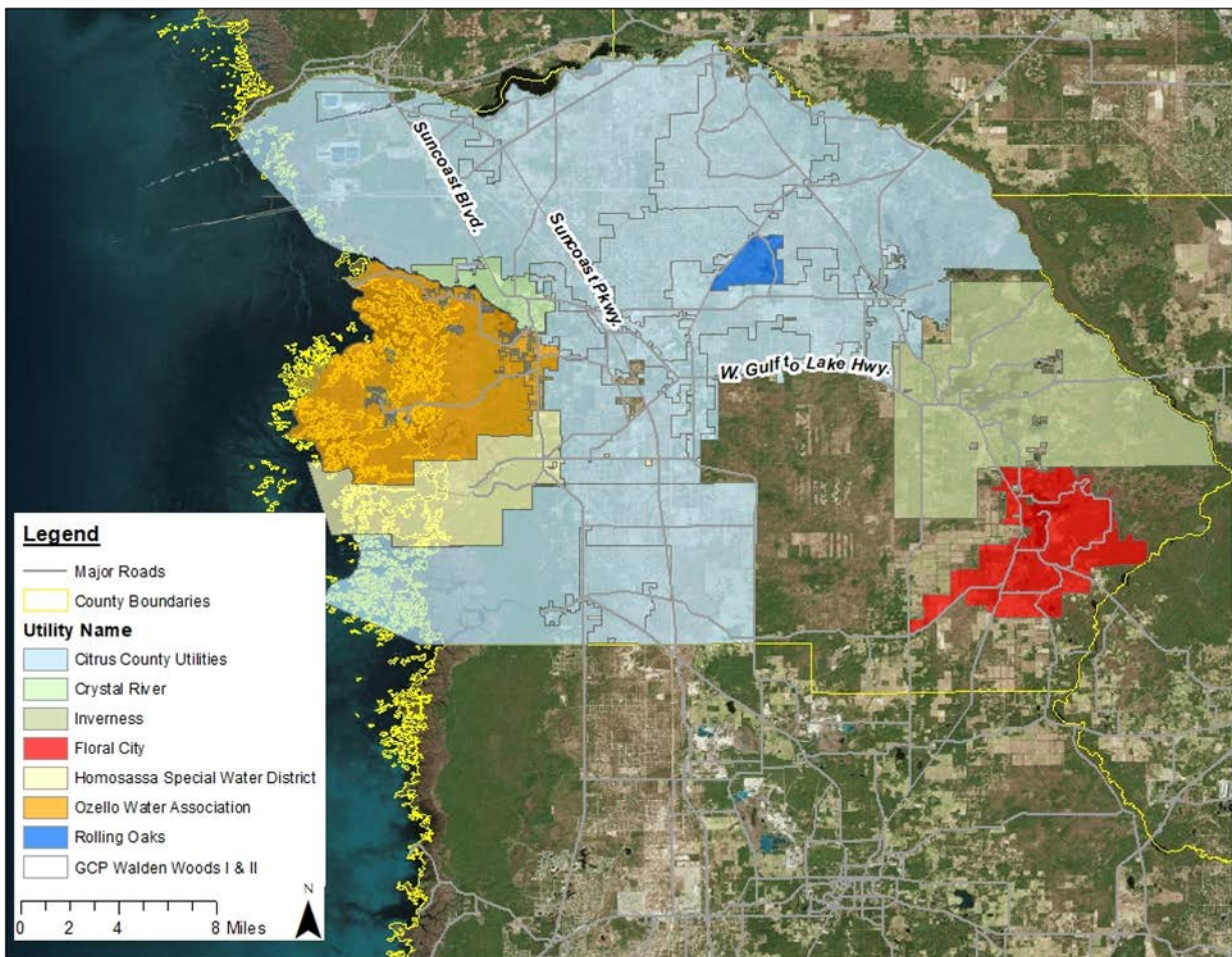 Suncoast Blvd.
Suncoast Pkwy.
W. Gulf to Lake Hwy.
Legend
Major Roads
County Boundaries
Utility Name
Citrus County Utilities
Crystal River
Inverness
Floral City
Homosassa Special Water District
Ozello Water Association
Rolling Oaks
GCP Walden Woods I & II
N
0 2 4 8 Miles